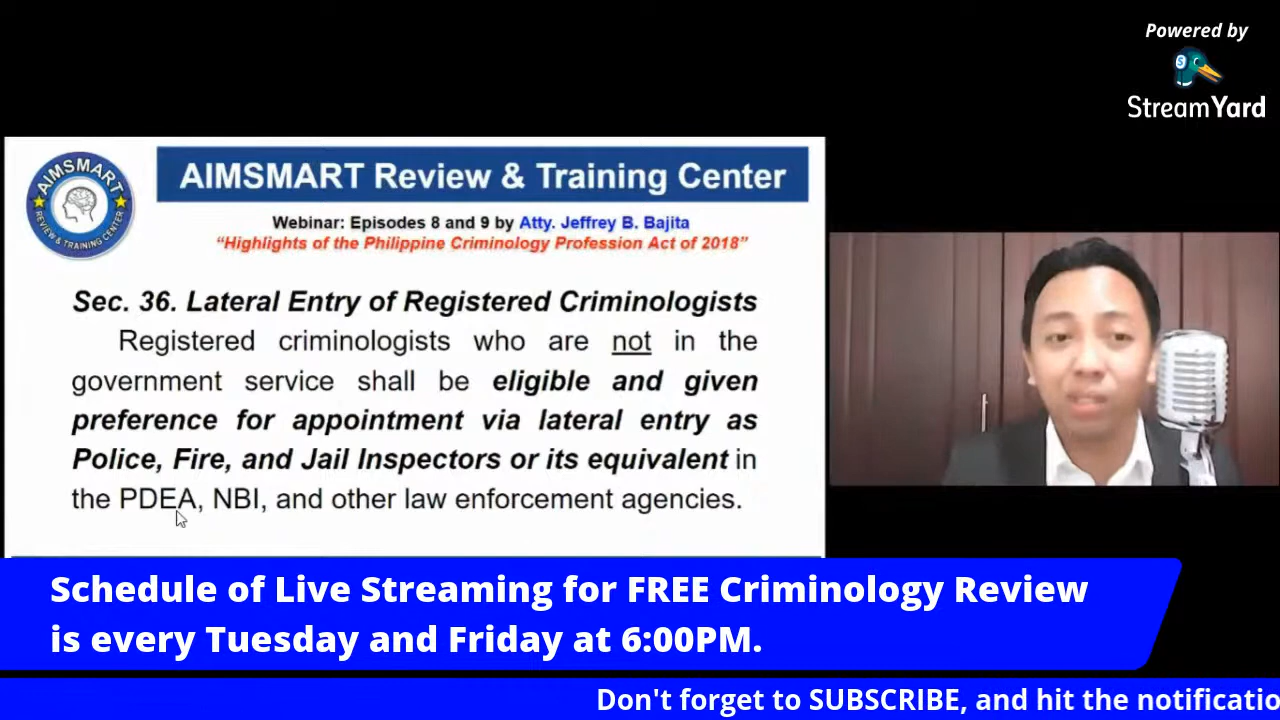 Powered by
StreamYard
AIMSMART
REVIEW & TRAINING CENTER
AIMSMART Review & Training Center
Webinar: Episodes 8 and 9 by Atty. Jeffrey B. Bajita
“Highlights of the Philippine Criminology Profession Act of 2018”
Sec. 36. Lateral Entry of Registered Criminologists
Registered criminologists who are not in the
government service shall be eligible and given
preference for appointment via lateral entry as
Police, Fire, and Jail Inspectors or its equivalent in
the PDEA, NBI, and other law enforcement agencies.
Schedule of Live Streaming for FREE Criminology Review
is every Tuesday and Friday at 6:00PM.
Don't forget to SUBSCRIBE, and hit the notificatio